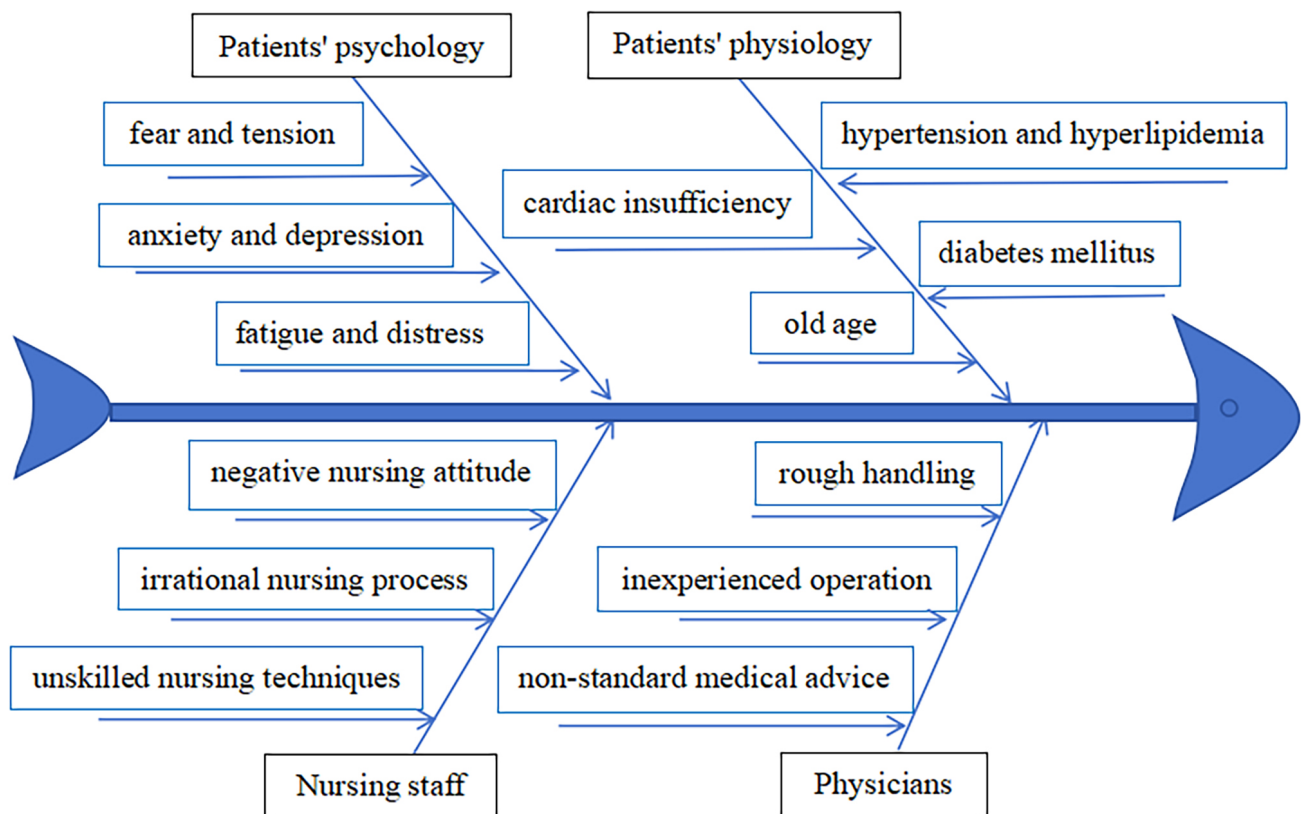 Patients' psychology
fear and tension
anxiety and depression
fatigue and distress
Patients' physiology
hypertension and hyperlipidemia
cardiac insufficiency
diabetes mellitus
old age
negative nursing attitude
irrational nursing process
unskilled nursing techniques
Nursing staff
rough handling
inexperienced operation
non-standard medical advice
Physicians